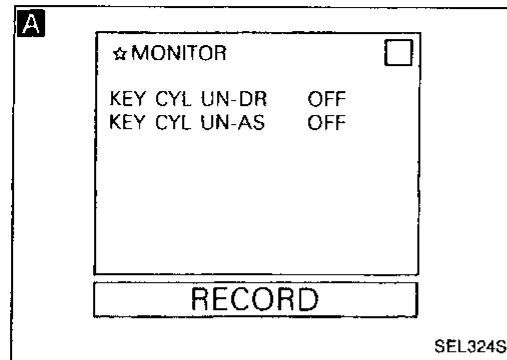 A
☆MONITOR
KEY CYL UN-DR OFF
KEY CYL UN-AS OFF
RECORD
SEL324S